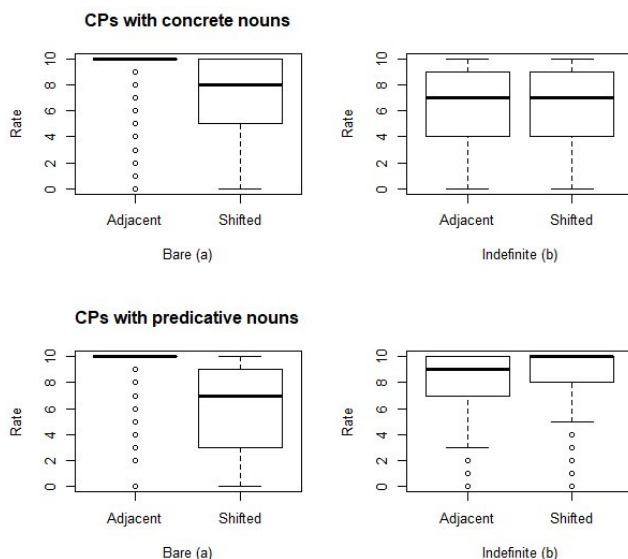 CPs with concrete nouns
Rate
0 2 4 6 8 10
Adjacent Shifted
Bare (a)
Rate
0 2 4 6 8 10
Adjacent Shifted
Indefinite (b)
CPs with predicative nouns
Rate
0 2 4 6 8 10
Adjacent Shifted
Bare (a)
Rate
0 2 4 6 8 10
Adjacent Shifted
Indefinite (b)